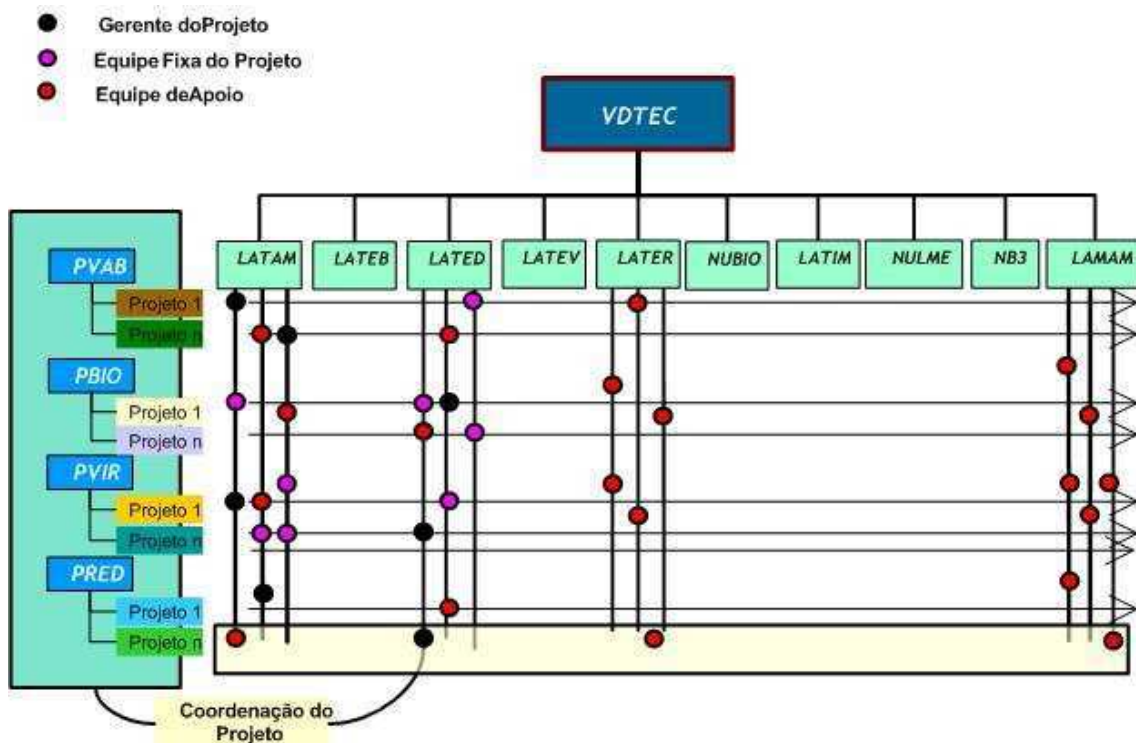 Gerente doProjeto
Equipe Fixa do Projeto
Equipe deApoio
VDTEC
LATAM LATEB LATED LATEV LATER NUBIO LATIM NULME NB3 LAMAM
PVAB
Projeto 1
Projeto n
PBIO
Projeto 1
Projeto n
PVIR
Projeto 1
Projeto n
PRED
Projeto 1
Projeto n
Coordenação do
Projeto